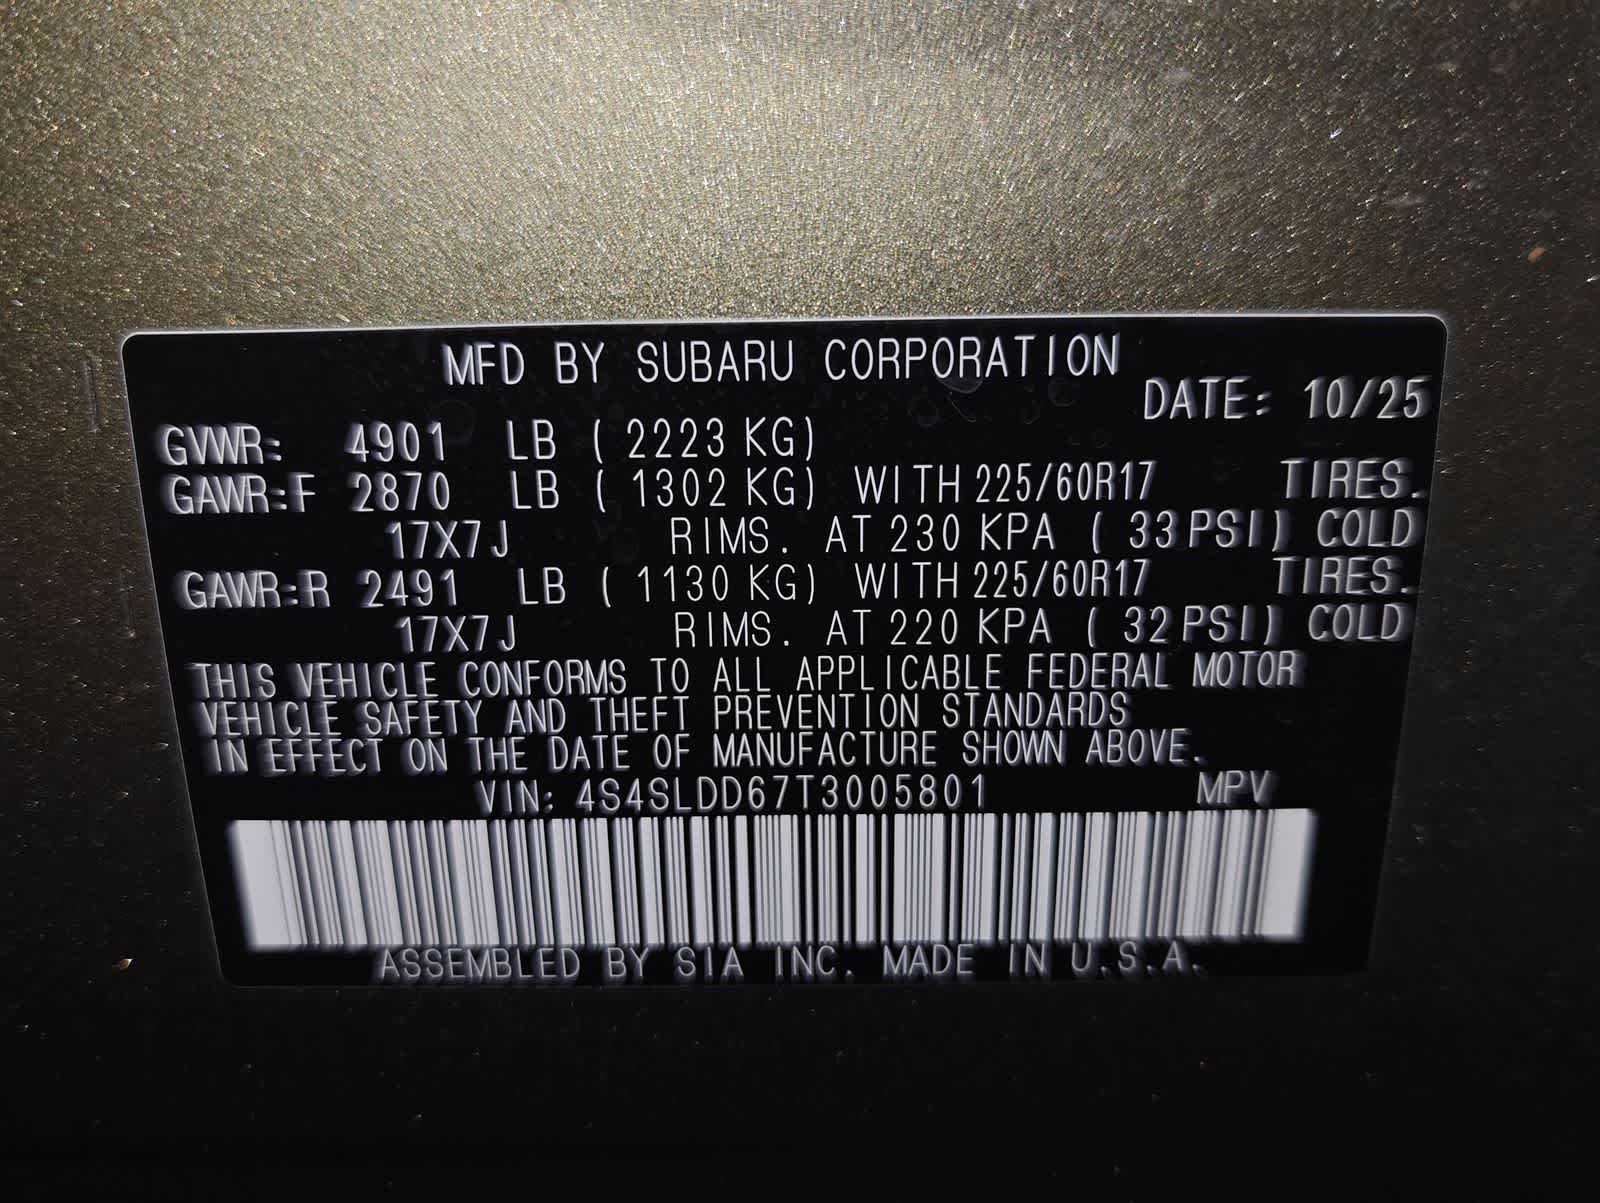 MFD BY SUBARU CORPORATION
DATE: 10/25
GVWR: 4901 LB ( 2223 KG)
GAWR:F 2870 LB ( 1302 KG) WITH 225/60R17 TIRES.
17X7J RIMS. AT 230 KPA ( 33 PSI) COLD
GAWR:R 2491 LB ( 1130 KG) WITH 225/60R17 TIRES.
17X7J RIMS. AT 220 KPA ( 32 PSI) COLD
THIS VEHICLE CONFORMS TO ALL APPLICABLE FEDERAL MOTOR
VEHICLE SAFETY AND THEFT PREVENTION STANDARDS
IN EFFECT ON THE DATE OF MANUFACTURE SHOWN ABOVE.
VIN: 4S4SLDD67T3005801 MPV
ASSEMBLED BY SIA INC. MADE IN U.S.A.